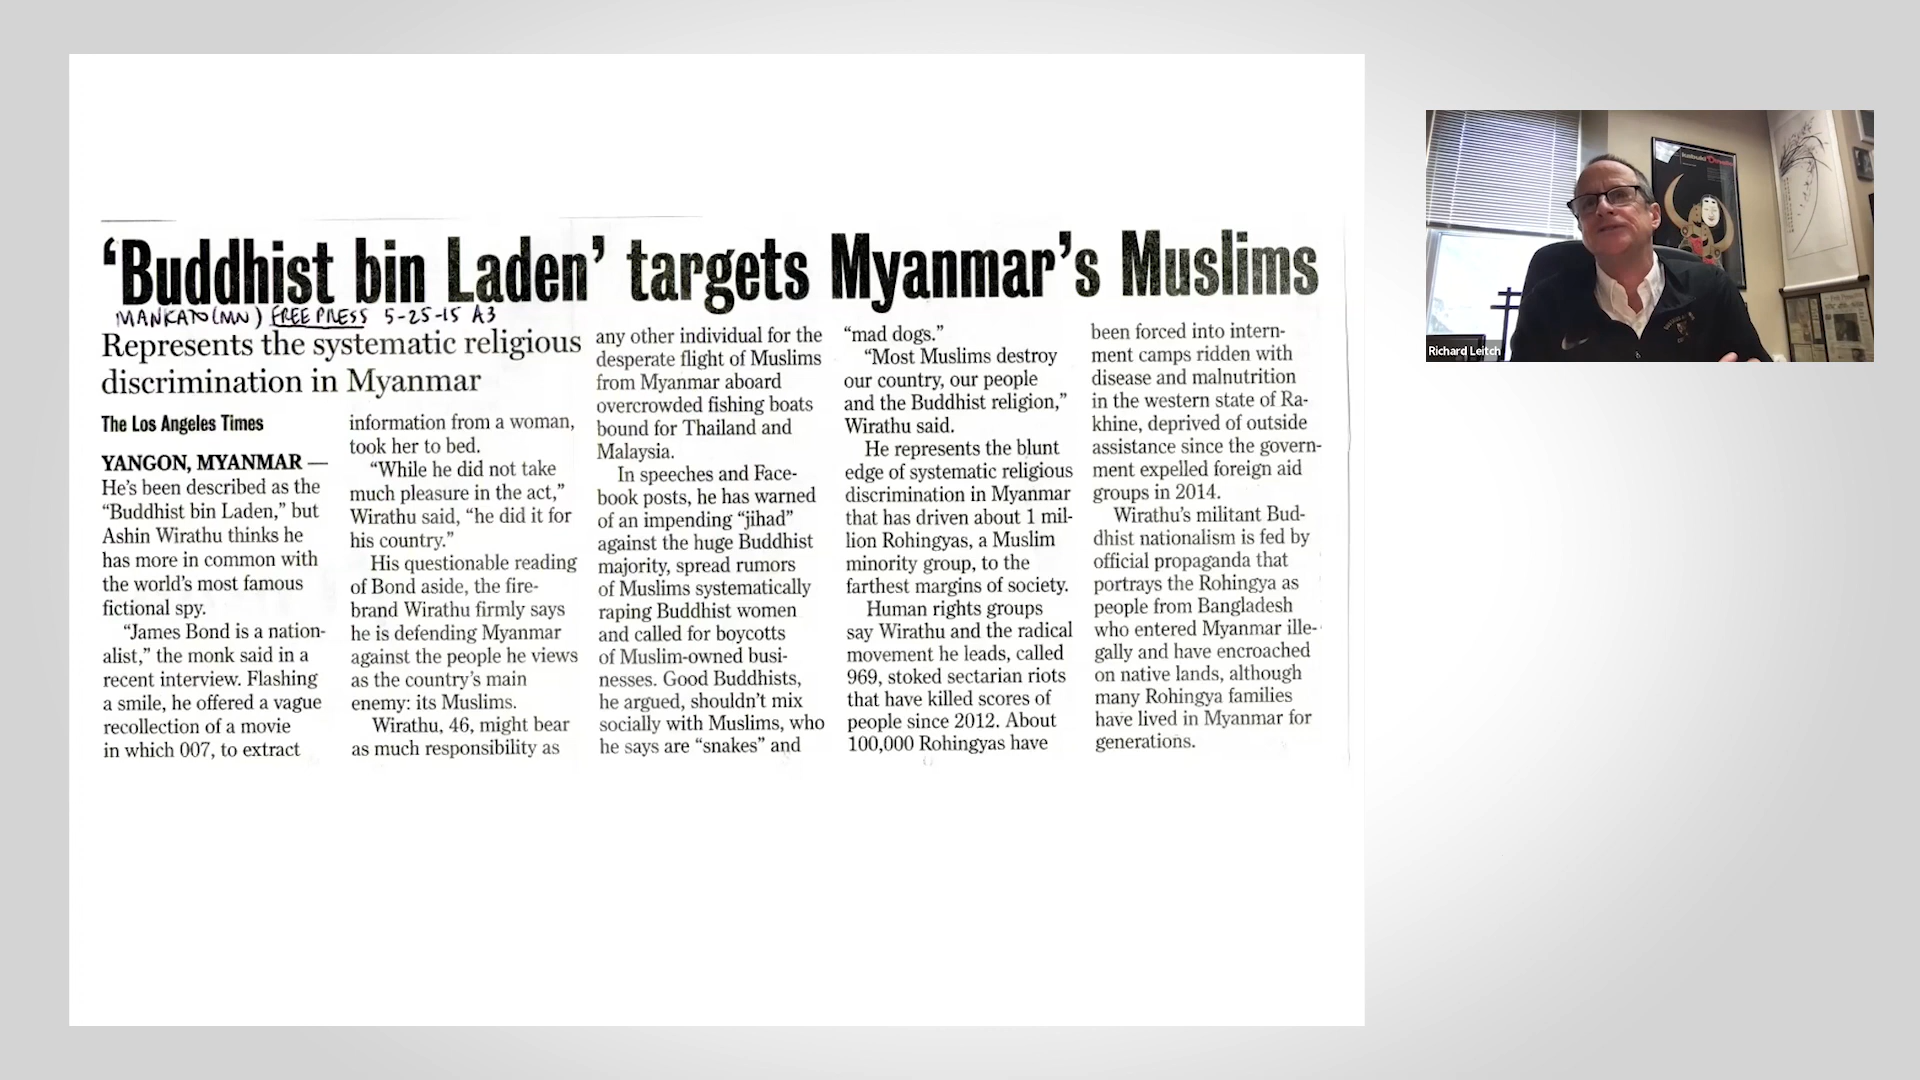 ‘Buddhist bin Laden’ targets Myanmar’s Muslims
MANKATO (MN) FREE PRESS 5-25-15 A3
Represents the systematic religious
discrimination in Myanmar
The Los Angeles Times
YANGON, MYANMAR —
He’s been described as the
“Buddhist bin Laden,” but
Ashin Wirathu thinks he
has more in common with
the world’s most famous
fictional spy.
“James Bond is a nation-
alist,” the monk said in a
recent interview. Flashing
a smile, he offered a vague
recollection of a movie
in which 007, to extract
information from a woman,
took her to bed.
“While he did not take
much pleasure in the act,”
Wirathu said, “he did it for
his country.”
His questionable reading
of Bond aside, the fire-
brand Wirathu firmly says
he is defending Myanmar
against the people he views
as the country’s main
enemy: its Muslims.
Wirathu, 46, might bear
as much responsibility as
any other individual for the
desperate flight of Muslims
from Myanmar aboard
overcrowded fishing boats
bound for Thailand and
Malaysia.
In speeches and Face-
book posts, he has warned
of an impending “jihad”
against the huge Buddhist
majority, spread rumors
of Muslims systematically
raping Buddhist women
and called for boycotts
of Muslim-owned busi-
nesses. Good Buddhists,
he argued, shouldn’t mix
socially with Muslims, who
he says are “snakes” and
“mad dogs.”
“Most Muslims destroy
our country, our people
and the Buddhist religion,”
Wirathu said.
He represents the blunt
edge of systematic religious
discrimination in Myanmar
that has driven about 1 mil-
lion Rohingyas, a Muslim
minority group, to the
farthest margins of society.
Human rights groups
say Wirathu and the radical
movement he leads, called
969, stoked sectarian riots
that have killed scores of
people since 2012. About
100,000 Rohingyas have
been forced into intern-
ment camps ridden with
disease and malnutrition
in the western state of Ra-
khine, deprived of outside
assistance since the govern-
ment expelled foreign aid
groups in 2014.
Wirathu’s militant Bud-
dhist nationalism is fed by
official propaganda that
portrays the Rohingya as
people from Bangladesh
who entered Myanmar ille-
gally and have encroached
on native lands, although
many Rohingya families
have lived in Myanmar for
generations.
Richard Leitch